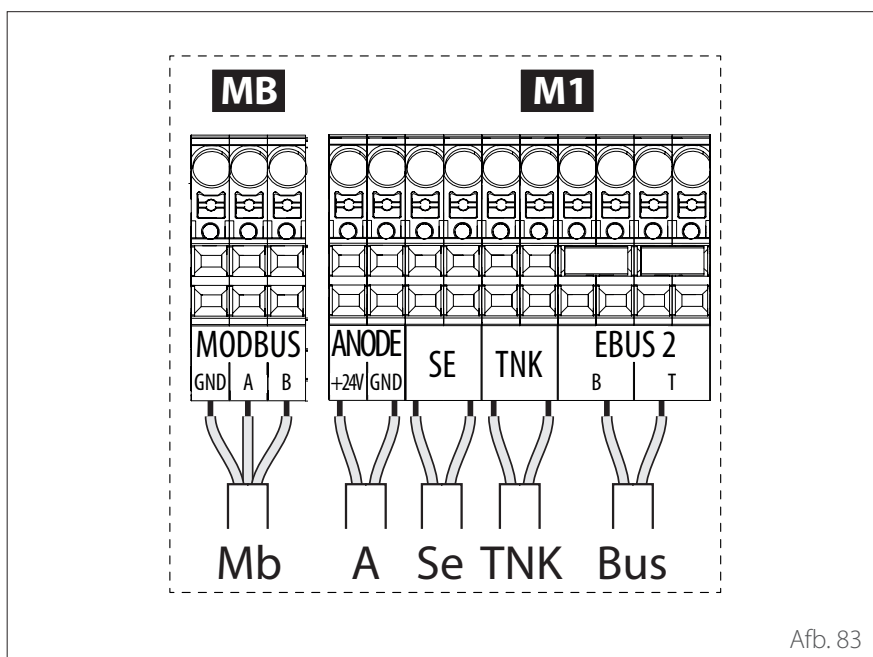 MB M1
MODBUS ANODE SE TNK EBUS 2
GND A B +24V GND B T
Mb A Se TNK Bus
Afb. 83